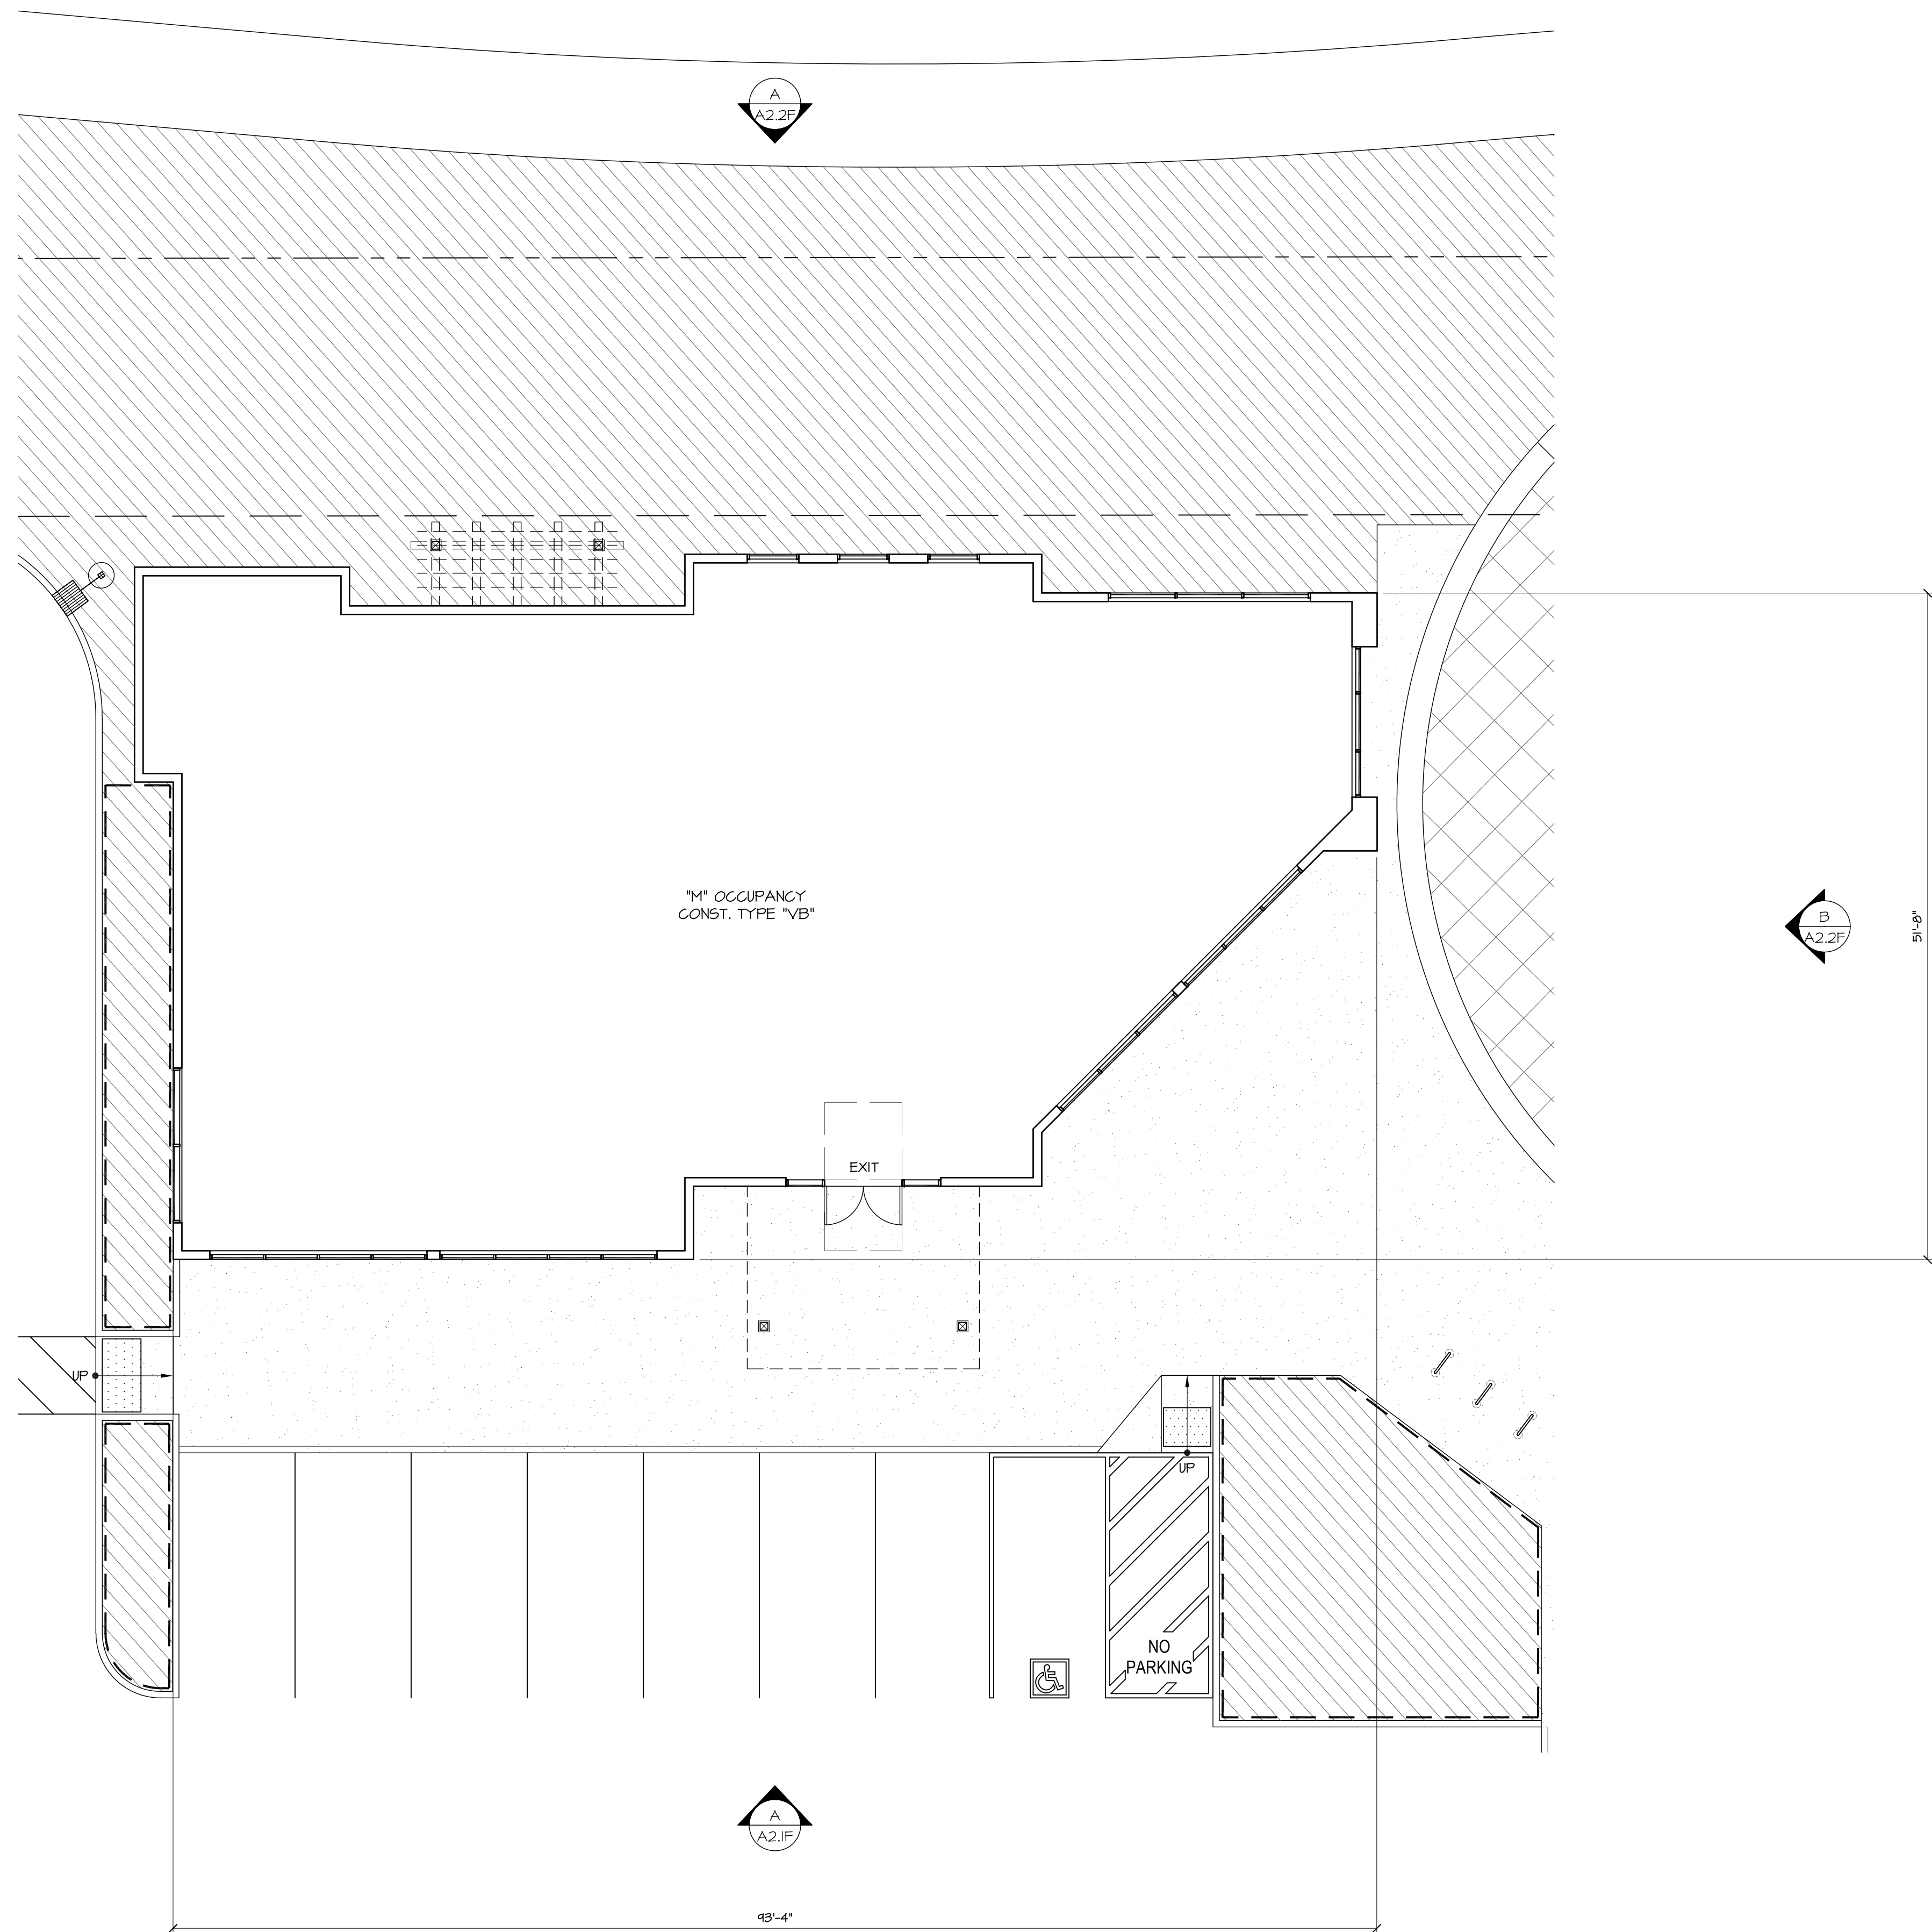 A
A2.2F
"M" OCCUPANCY
CONST. TYPE "VB"
B
A2.2F
51'-8"
EXIT
UP
UP
NO
PARKING
A
A2.1F
93'-4"